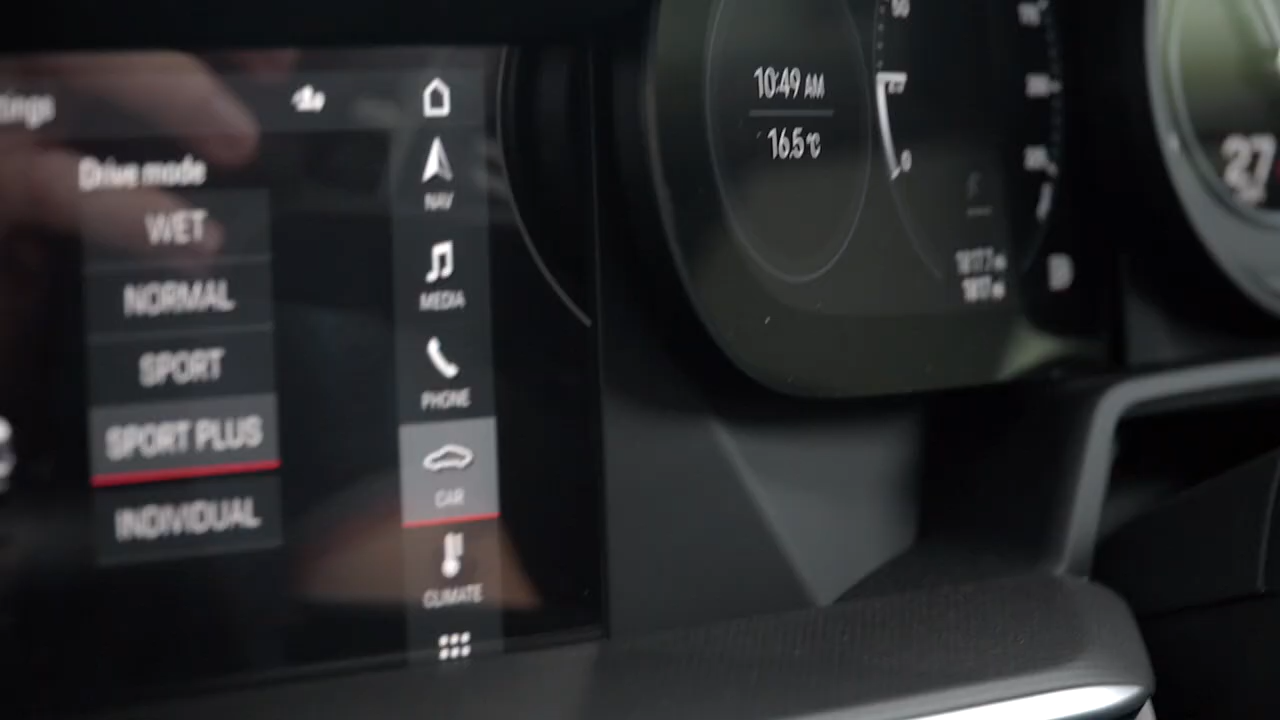 Drive mode
WET
NORMAL
SPORT
SPORT PLUS
INDIVIDUAL
NAV
MEDIA
PHONE
CAR
CLIMATE
10:49 AM
16.5°C
0
D
27